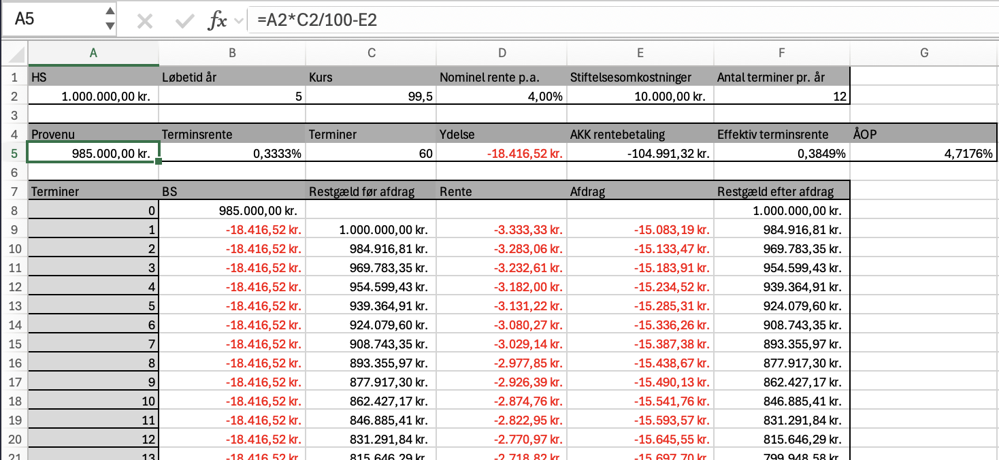 A5 fx =A2*C2/100-E2
A B C D E F G
1 HS Løbetid år Kurs Nominel rente p.a. Stiftelsesomkostninger Antal terminer pr. år
2 1.000.000,00 kr. 5 99,5 4,00% 10.000,00 kr. 12
3
4 Provenu Terminsrente Terminer Ydelse AKK rentebetaling Effektiv terminsrente ÅOP
5 985.000,00 kr. 0,3333% 60 -18.416,52 kr. -104.991,32 kr. 0,3849% 4,7176%
6
7 Terminer BS Restgæld før afdrag Rente Afdrag Restgæld efter afdrag
8 0 985.000,00 kr. 1.000.000,00 kr.
9 1 -18.416,52 kr. 1.000.000,00 kr. -3.333,33 kr. -15.083,19 kr. 984.916,81 kr.
10 2 -18.416,52 kr. 984.916,81 kr. -3.283,06 kr. -15.133,47 kr. 969.783,35 kr.
11 3 -18.416,52 kr. 969.783,35 kr. -3.232,61 kr. -15.183,91 kr. 954.599,43 kr.
12 4 -18.416,52 kr. 954.599,43 kr. -3.182,00 kr. -15.234,52 kr. 939.364,91 kr.
13 5 -18.416,52 kr. 939.364,91 kr. -3.131,22 kr. -15.285,31 kr. 924.079,60 kr.
14 6 -18.416,52 kr. 924.079,60 kr. -3.080,27 kr. -15.336,26 kr. 908.743,35 kr.
15 7 -18.416,52 kr. 908.743,35 kr. -3.029,14 kr. -15.387,38 kr. 893.355,97 kr.
16 8 -18.416,52 kr. 893.355,97 kr. -2.977,85 kr. -15.438,67 kr. 877.917,30 kr.
17 9 -18.416,52 kr. 877.917,30 kr. -2.926,39 kr. -15.490,13 kr. 862.427,17 kr.
18 10 -18.416,52 kr. 862.427,17 kr. -2.874,76 kr. -15.541,76 kr. 846.885,41 kr.
19 11 -18.416,52 kr. 846.885,41 kr. -2.822,95 kr. -15.593,57 kr. 831.291,84 kr.
20 12 -18.416,52 kr. 831.291,84 kr. -2.770,97 kr. -15.645,55 kr. 815.646,29 kr.
21 13 -18.416,52 kr. 815.646,29 kr. -2.718,82 kr. -15.697,70 kr. 799.948,58 kr.